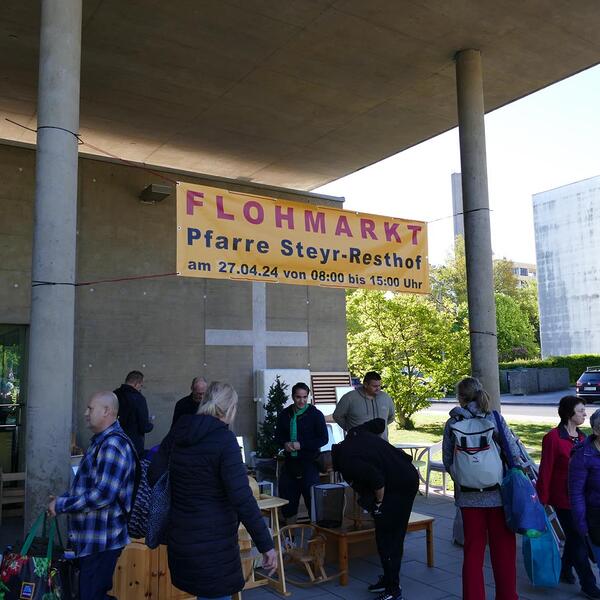 FLOHMARKT
Pfarre Steyr-Resthof
am 27.04.24 von 08:00 bis 15:00 Uhr